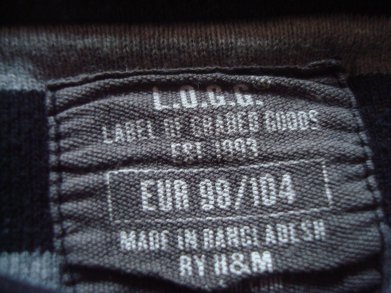 L.O.G.G.
LABEL OF GRADED GOODS
EST 1993
EUR 98/104
MADE IN BANGLADESH
BY H&M